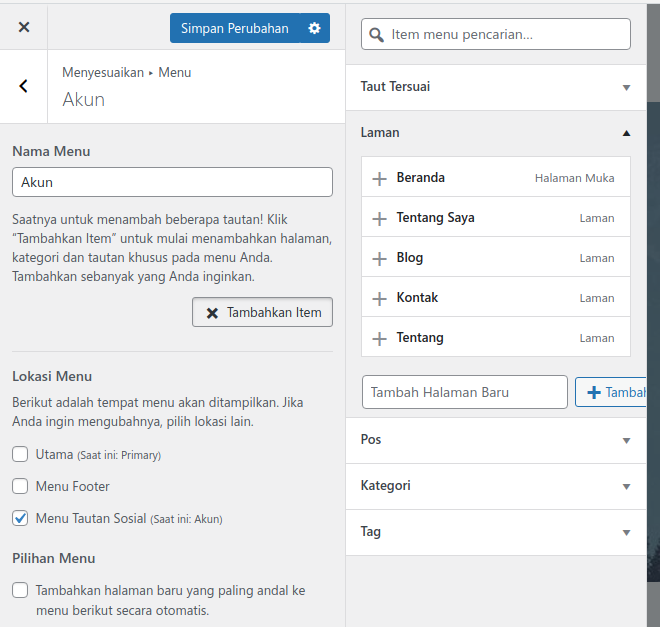 Simpan Perubahan
Menyesuaikan ▸ Menu
Akun
Nama Menu
Akun
Saatnya untuk menambah beberapa tautan! Klik
“Tambahkan Item” untuk mulai menambahkan halaman,
kategori dan tautan khusus pada menu Anda.
Tambahkan sebanyak yang Anda inginkan.
Tambahkan Item
Lokasi Menu
Berikut adalah tempat menu akan ditampilkan. Jika
Anda ingin mengubahnya, pilih lokasi lain.
Utama (Saat ini: Primary)
Menu Footer
Menu Tautan Sosial (Saat ini: Akun)
Pilihan Menu
Tambahkan halaman baru yang paling andal ke
menu berikut secara otomatis.
Item menu pencarian...
Taut Tersuai
Laman
Beranda Halaman Muka
Tentang Saya Laman
Blog Laman
Kontak Laman
Tentang Laman
Tambah Halaman Baru
Tambah
Pos
Kategori
Tag